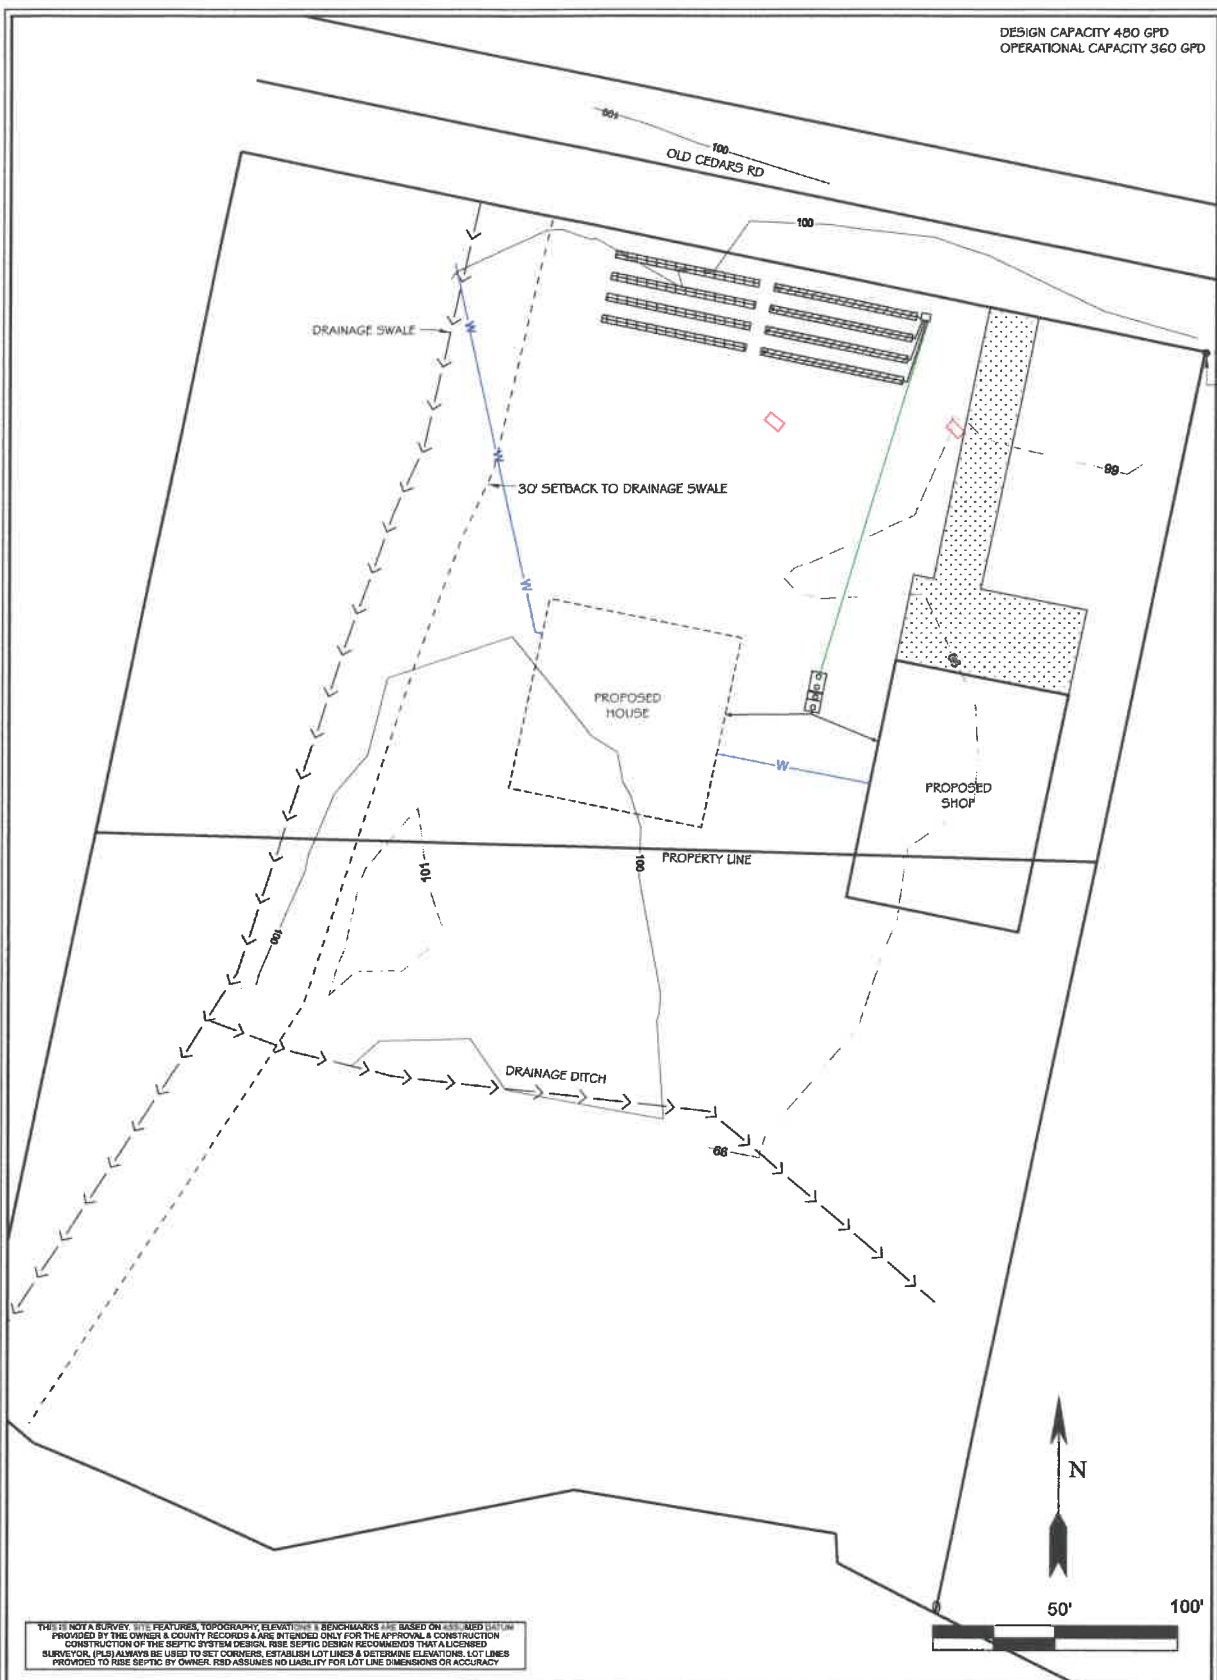 DESIGN CAPACITY 480 GPD
OPERATIONAL CAPACITY 360 GPD
100
OLD CEDARS RD
100
DRAINAGE SWALE
W
99
W
30' SETBACK TO DRAINAGE SWALE
W
PROPOSED
HOUSE
W
PROPOSED
SHOP
PROPERTY LINE
100
101
100
DRAINAGE DITCH
N
50'
100'
THIS IS NOT A SURVEY. SITE FEATURES, TOPOGRAPHY, ELEVATIONS & BENCHMARKS ARE BASED ON ASSUMED DATUM
PROVIDED BY THE OWNER & COUNTY RECORDS & ARE INTENDED ONLY FOR THE APPROVAL & CONSTRUCTION
CONSTRUCTION OF THE SEPTIC SYSTEM DESIGN. RISE SEPTIC DESIGN RECOMMENDS THAT A LICENSED
SURVEYOR, (PLS) ALWAYS BE USED TO SET CORNERS, ESTABLISH LOT LINES & DETERMINE ELEVATIONS. LOT LINES
PROVIDED TO RISE SEPTIC BY OWNER. RSD ASSUMES NO LIABILITY FOR LOT LINE DIMENSIONS OR ACCURACY